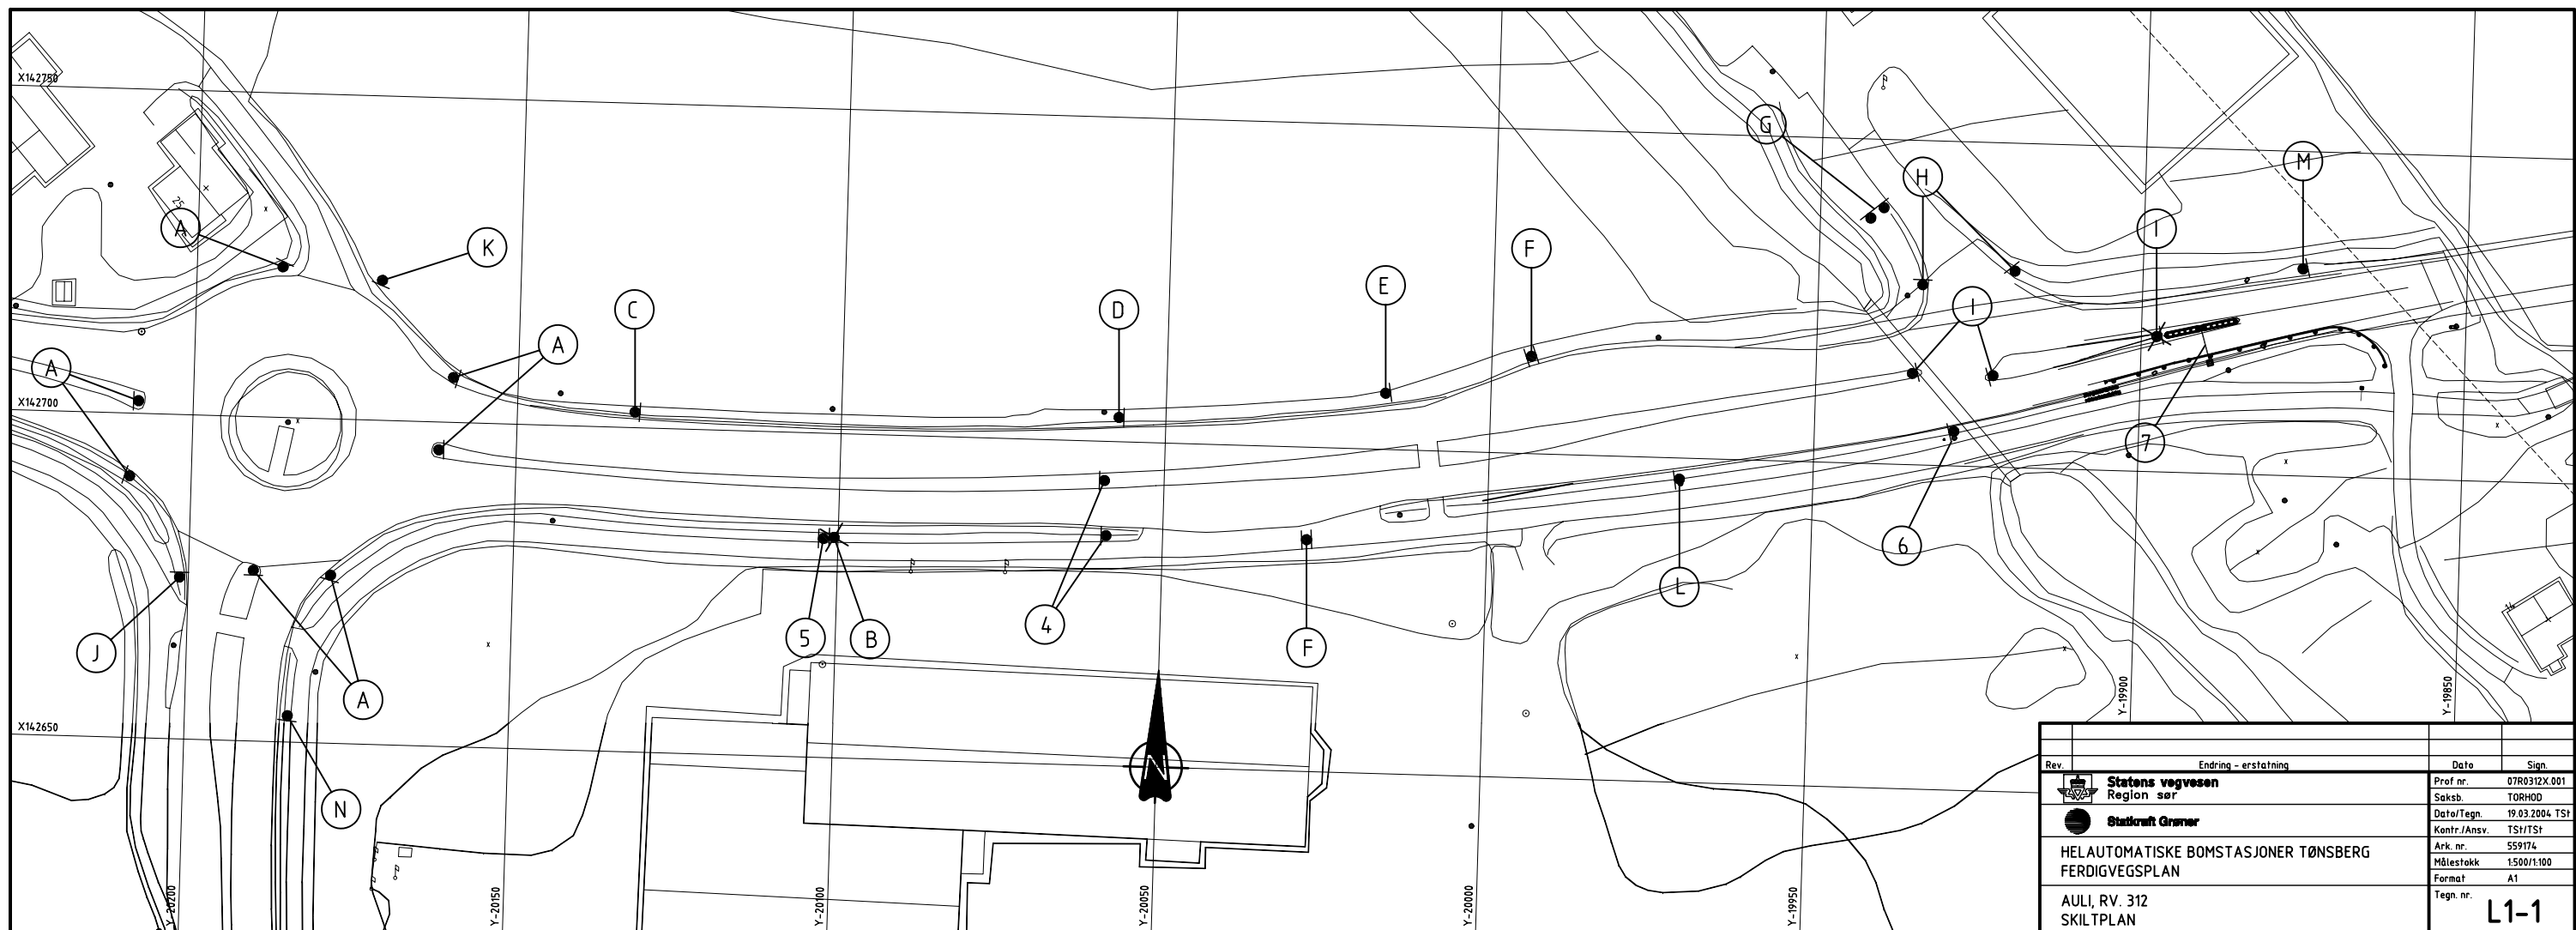 X142750
25
G
M
H
A
K
I
F
E
I
C
D
A
A
X142700
7
6
L
5
B
4
F
J
A
X142650
N
N
Y-20200
Y-20150
Y-20100
Y-20050
Y-20000
Y-19950
Y-19900
Y-19850
Rev.
Endring - erstatning
Dato
Sign.
Statens vegvesen
Region sør
Statkraft Grøner
HELAUTOMATISKE BOMSTASJONER TØNSBERG
FERDIGVEGSPLAN
AULI, RV. 312
SKILTPLAN
Prof nr. 07R0312X.001
Saksb. TORHOD
Dato/Tegn. 19.03.2004 TSt
Kontr./Ansv. TSt/TSt
Ark. nr. 559174
Målestokk 1:500/1:100
Format A1
Tegn. nr.
L1-1